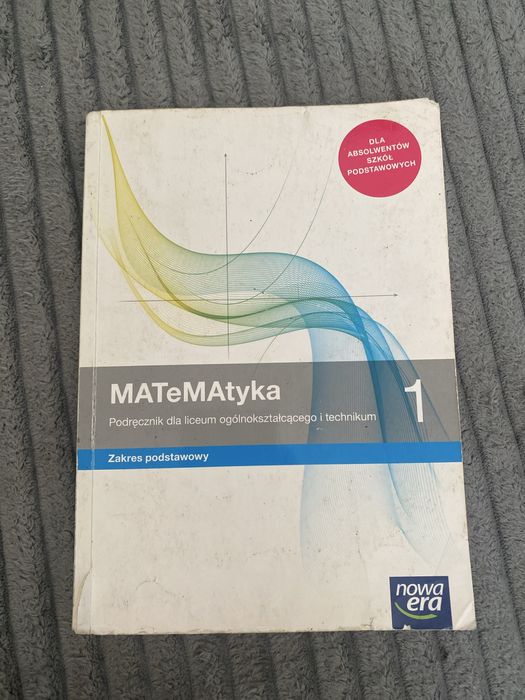 DLA
ABSOLWENTÓW
SZKÓŁ
PODSTAWOWYCH
MATeMAtyka
1
Podręcznik dla liceum ogólnokształcącego i technikum
Zakres podstawowy
nowa
era